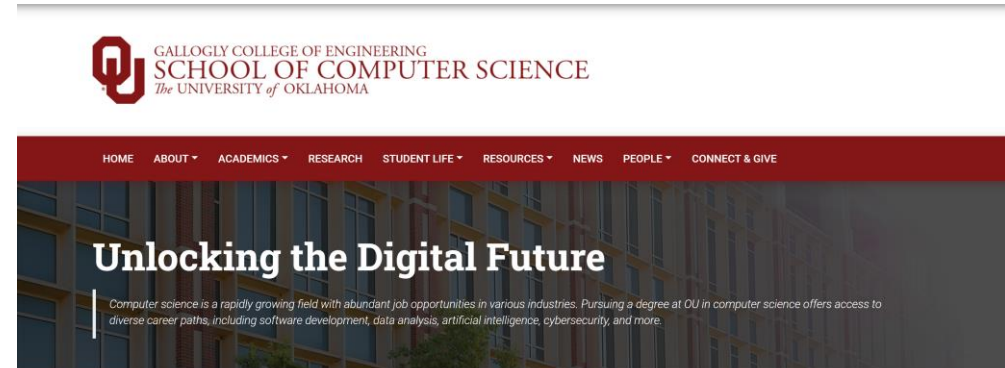 GALLOGLY COLLEGE OF ENGINEERING
SCHOOL OF COMPUTER SCIENCE
The UNIVERSITY of OKLAHOMA
HOME ABOUT ACADEMICS RESEARCH STUDENT LIFE RESOURCES NEWS PEOPLE CONNECT & GIVE
Unlocking the Digital Future
Computer science is a rapidly growing field with abundant job opportunities in various industries. Pursuing a degree at OU in computer science offers access to
diverse career paths, including software development, data analysis, artificial intelligence, cybersecurity, and more.